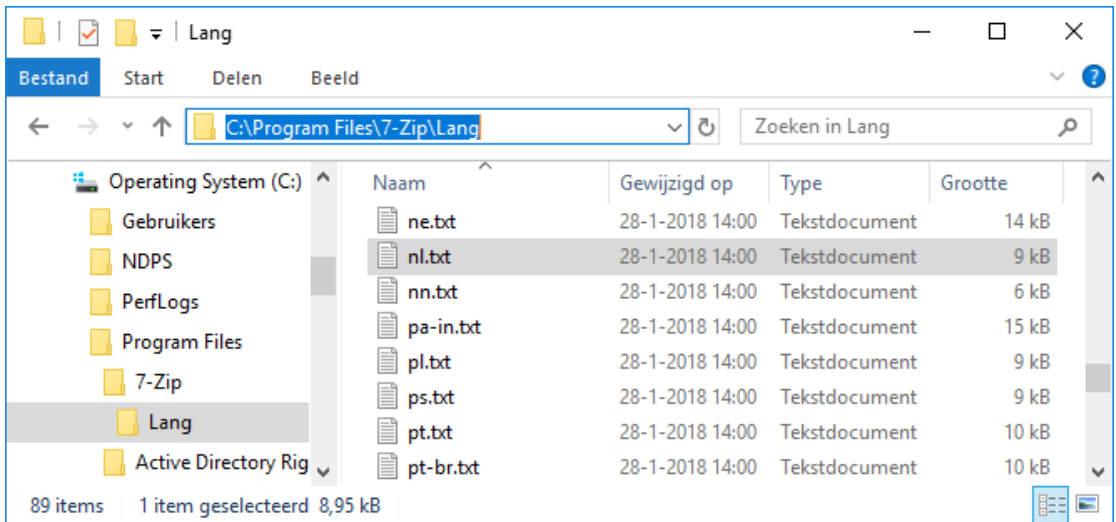 Lang
Bestand Start Delen Beeld
C:\Program Files\7-Zip\Lang Zoeken in Lang
Operating System (C:)
Gebruikers
NDPS
PerfLogs
Program Files
7-Zip
Lang
Active Directory Rig
Naam Gewijzigd op Type Grootte
ne.txt 28-1-2018 14:00 Tekstdocument 14 kB
nl.txt 28-1-2018 14:00 Tekstdocument 9 kB
nn.txt 28-1-2018 14:00 Tekstdocument 6 kB
pa-in.txt 28-1-2018 14:00 Tekstdocument 15 kB
pl.txt 28-1-2018 14:00 Tekstdocument 9 kB
ps.txt 28-1-2018 14:00 Tekstdocument 9 kB
pt.txt 28-1-2018 14:00 Tekstdocument 10 kB
pt-br.txt 28-1-2018 14:00 Tekstdocument 10 kB
89 items 1 item geselecteerd 8,95 kB